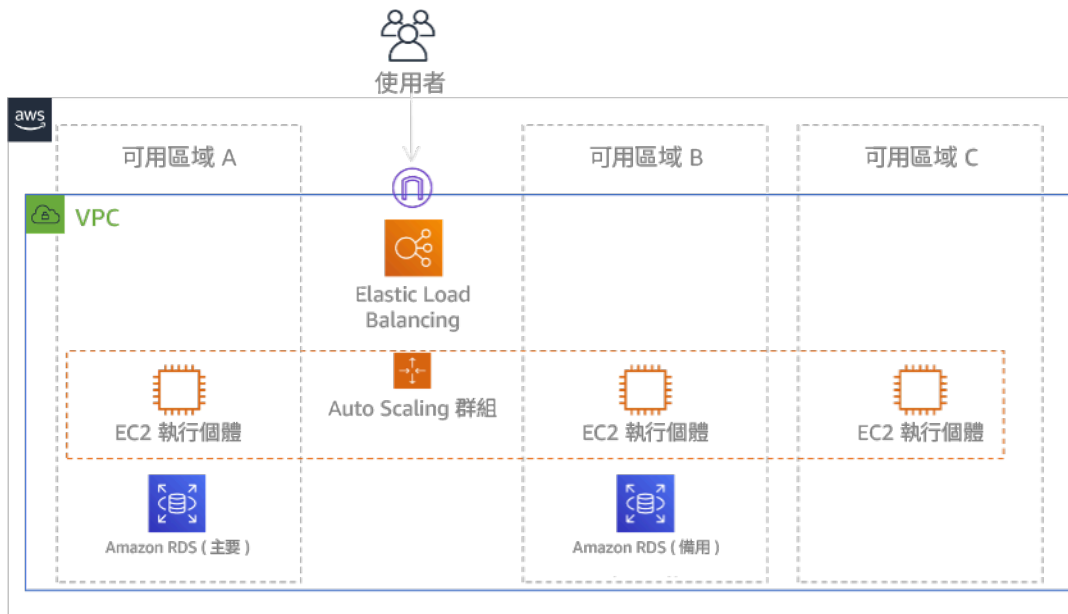 使用者
aws
可用區域 A
可用區域 B
可用區域 C
VPC
Elastic Load
Balancing
Auto Scaling 群組
EC2 執行個體
EC2 執行個體
EC2 執行個體
Amazon RDS ( 主要 )
Amazon RDS ( 備用 )